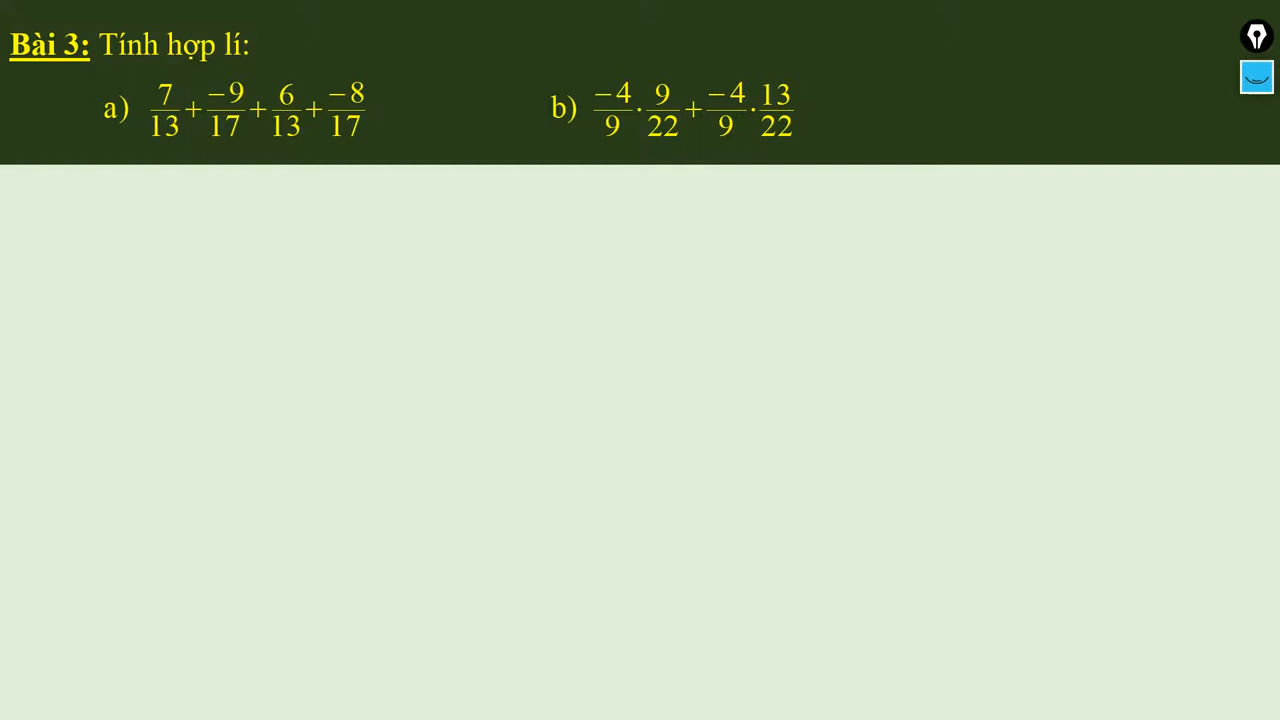 Bài 3: Tính hợp lí:
a) 7/13 + −9/17 + 6/13 + −8/17 b) −4/9 · 9/22 + −4/9 · 13/22